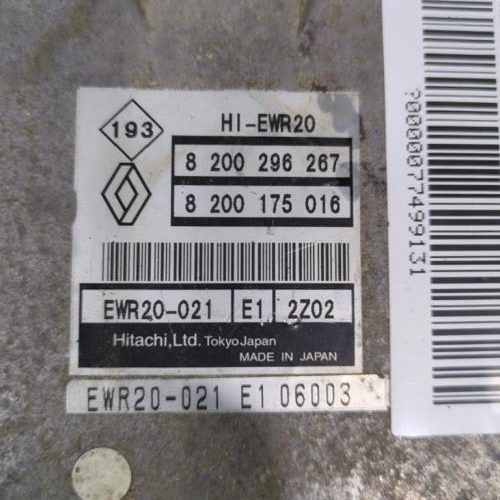 193
HI-EWR20
8 200 296 267
8 200 175 016
EWR20-021 E1 2Z02
Hitachi,Ltd. Tokyo Japan
MADE IN JAPAN
EWR20-021 E1 06003
?0000077499131